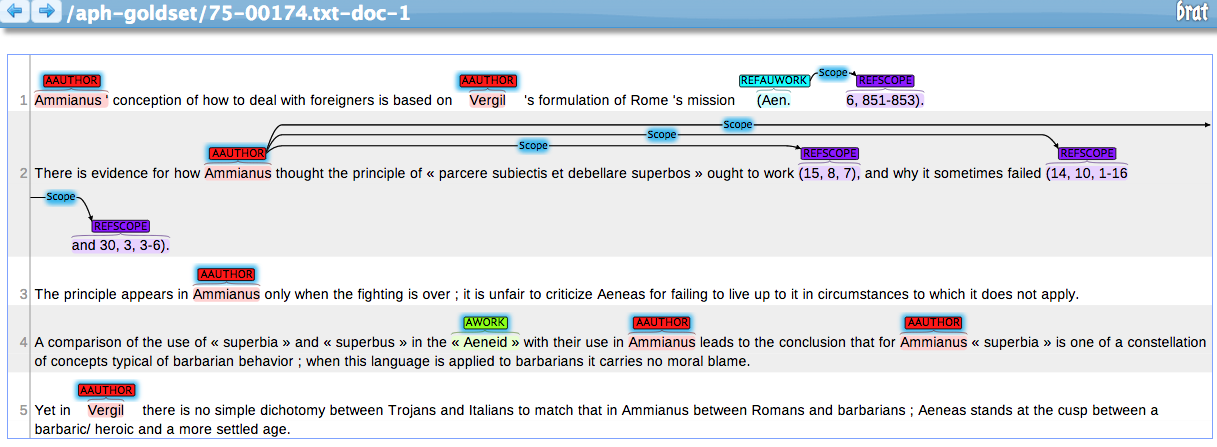 /aph-goldset/75-00174.txt-doc-1 brat
AAUTHOR AAUTHOR REFAUWORK Scope REFSCOPE
1 Ammianus ' conception of how to deal with foreigners is based on Vergil 's formulation of Rome 's mission (Aen. 6, 851-853).
Scope
Scope
Scope
AAUTHOR REFSCOPE REFSCOPE
2 There is evidence for how Ammianus thought the principle of « parcere subiectis et debellare superbos » ought to work (15, 8, 7), and why it sometimes failed (14, 10, 1-16
Scope
REFSCOPE
and 30, 3, 3-6).
AAUTHOR
3 The principle appears in Ammianus only when the fighting is over ; it is unfair to criticize Aeneas for failing to live up to it in circumstances to which it does not apply.
AWORK AAUTHOR AAUTHOR
4 A comparison of the use of « superbia » and « superbus » in the « Aeneid » with their use in Ammianus leads to the conclusion that for Ammianus « superbia » is one of a constellation
of concepts typical of barbarian behavior ; when this language is applied to barbarians it carries no moral blame.
AAUTHOR
5 Yet in Vergil there is no simple dichotomy between Trojans and Italians to match that in Ammianus between Romans and barbarians ; Aeneas stands at the cusp between a
barbaric/ heroic and a more settled age.